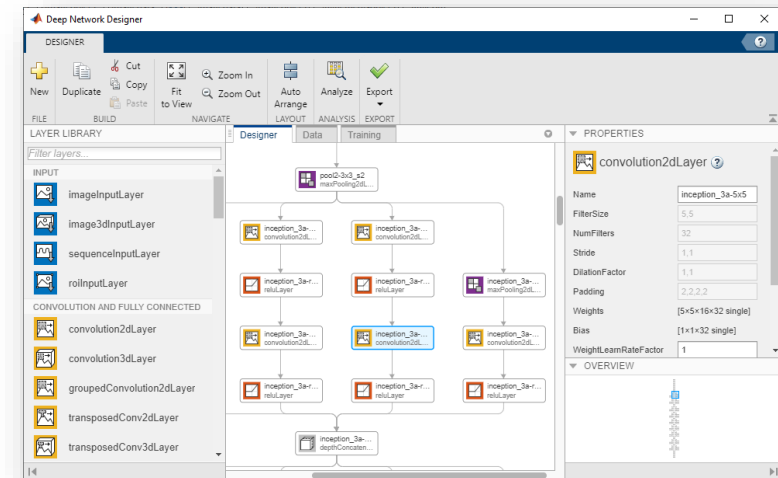 Deep Network Designer
DESIGNER
New
Duplicate
Cut
Copy
Paste
Fit
to View
Zoom In
Zoom Out
Auto
Arrange
Analyze
Export
FILE
BUILD
NAVIGATE
LAYOUT
ANALYSIS
EXPORT
LAYER LIBRARY
Filter layers...
INPUT
imageInputLayer
image3dInputLayer
sequenceInputLayer
roiInputLayer
CONVOLUTION AND FULLY CONNECTED
convolution2dLayer
convolution3dLayer
groupedConvolution2dLayer
transposedConv2dLayer
transposedConv3dLayer
Designer
Data
Training
pool2-3x3_s2
maxPooling2dL...
inception_3a-...
convolution2dL...
inception_3a-...
convolution2dL...
inception_3a-r...
reluLayer
inception_3a-r...
reluLayer
inception_3a-...
maxPooling2dL...
inception_3a-...
convolution2dL...
inception_3a-...
convolution2dL...
inception_3a-...
convolution2dL...
inception_3a-r...
reluLayer
inception_3a-r...
reluLayer
inception_3a-r...
reluLayer
inception_3a-...
depthConcaten...
PROPERTIES
convolution2dLayer ?
Name inception_3a-5x5
FilterSize 5,5
NumFilters 32
Stride 1,1
DilationFactor 1,1
Padding 2,2,2,2
Weights [5×5×16×32 single]
Bias [1×1×32 single]
WeightLearnRateFactor 1
OVERVIEW